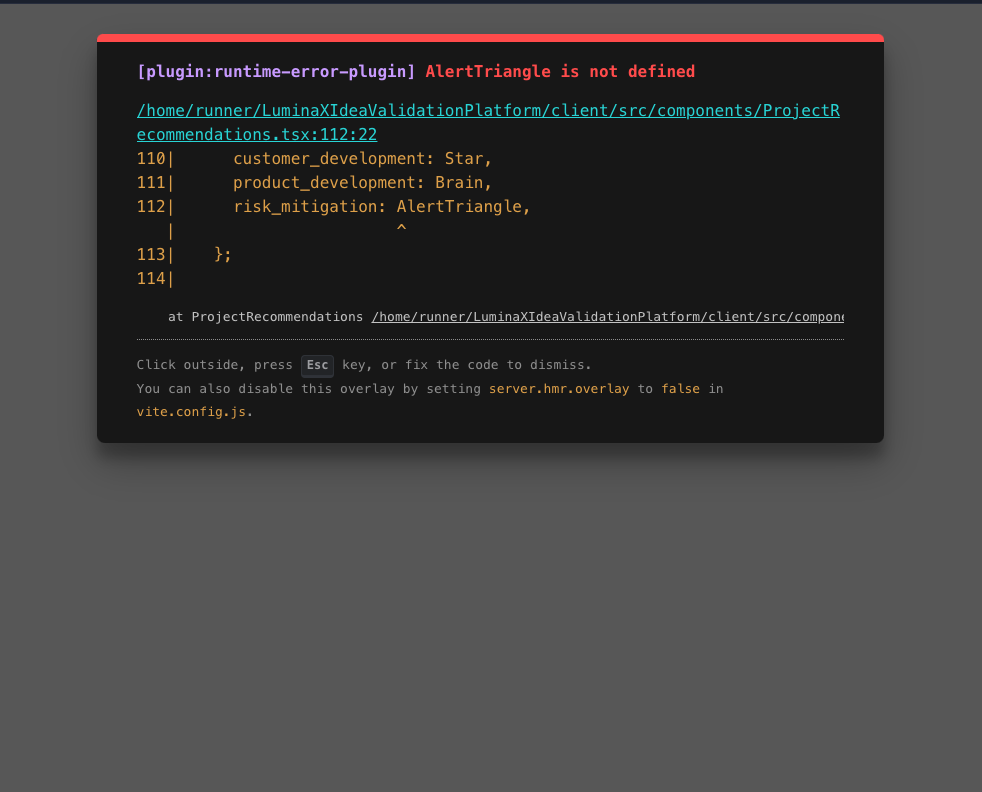 [plugin:runtime-error-plugin] AlertTriangle is not defined
/home/runner/LuminaXIdeaValidationPlatform/client/src/components/ProjectR
ecommendations.tsx:112:22
110|      customer_development: Star,
111|      product_development: Brain,
112|      risk_mitigation: AlertTriangle,
   |                       ^
113|    };
114|
at ProjectRecommendations /home/runner/LuminaXIdeaValidationPlatform/client/src/compone
Click outside, press Esc key, or fix the code to dismiss.
You can also disable this overlay by setting server.hmr.overlay to false in
vite.config.js.